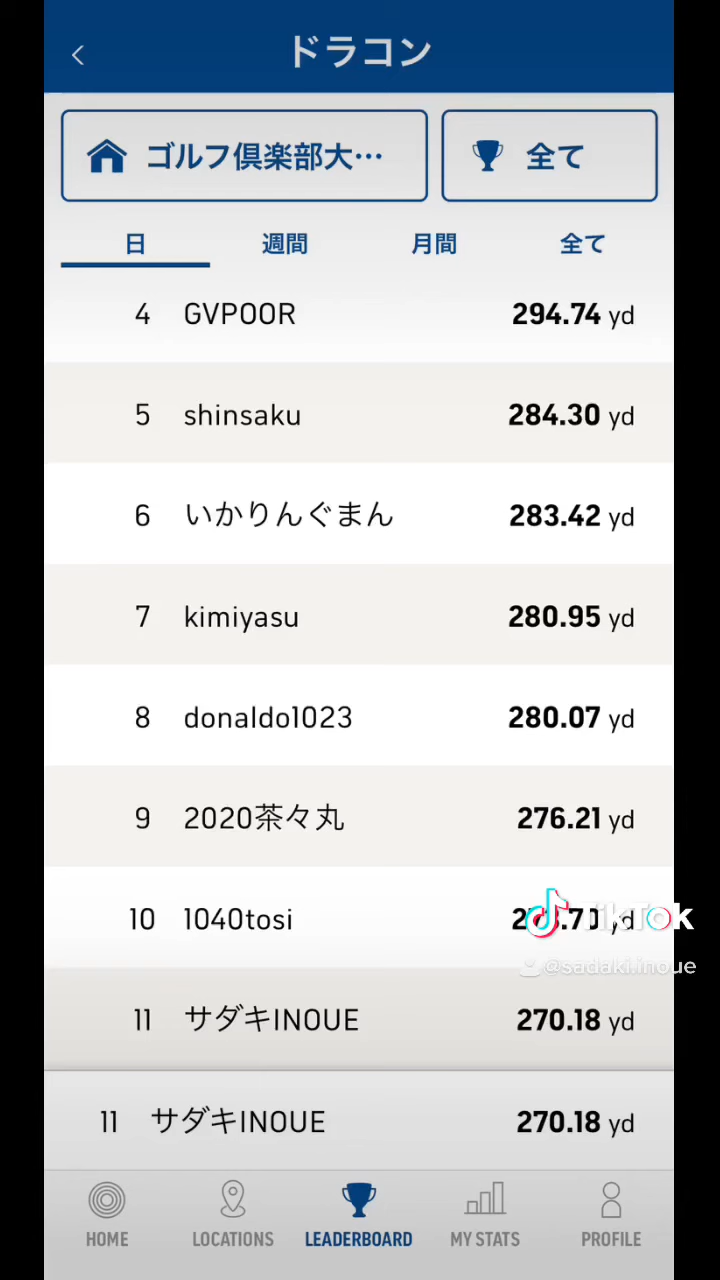 ドラコン
ゴルフ倶楽部大… 全て
日 週間 月間 全て
4 GVPOOR 294.74 yd
5 shinsaku 284.30 yd
6 いかりんぐまん 283.42 yd
7 kimiyasu 280.95 yd
8 donaldo1023 280.07 yd
9 2020茶々丸 276.21 yd
10 1040tosi yd
TikTok
@sadaki.inoue
11 サダキINOUE 270.18 yd
11 サダキINOUE 270.18 yd
HOME LOCATIONS LEADERBOARD MY STATS PROFILE